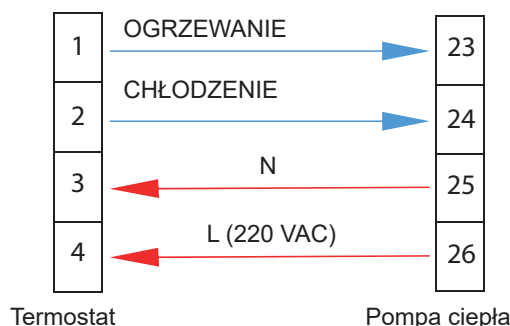 1 OGRZEWANIE 23
2 CHŁODZENIE 24
3 N 25
4 L (220 VAC) 26
Termostat Pompa ciepła